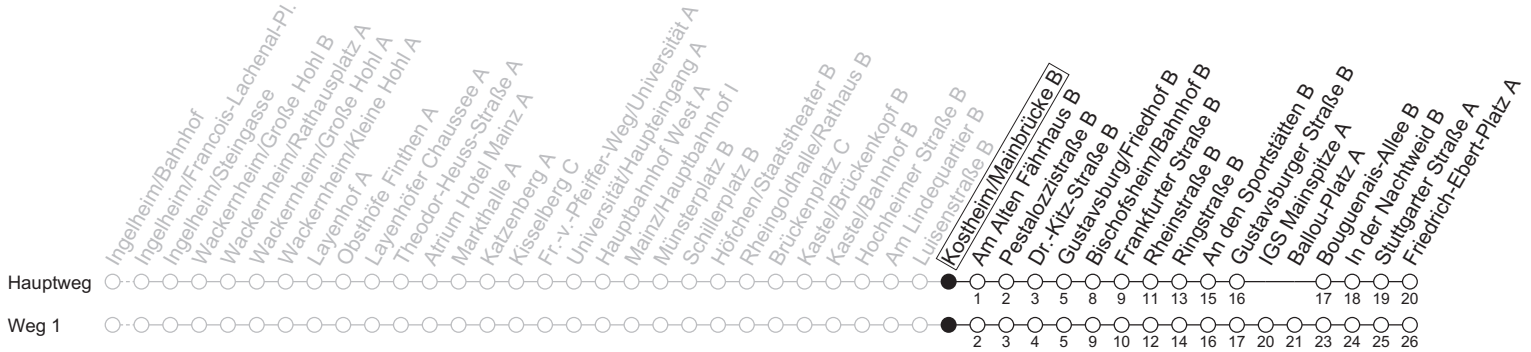 Ingelheim/Bahnhof
Ingelheim/Francois-Lachenal-Pl.
Ingelheim/Steingasse
Wackernheim/Große Hohl B
Wackernheim/Rathausplatz A
Wackernheim/Große Hohl A
Wackernheim/Kleine Hohl A
Layenhof A
Obsthöfe Finthen A
Layenhöfer Chaussee A
Theodor-Heuss-Straße A
Atrium Hotel Mainz A
Markthalle A
Katzenberg A
Kisselberg C
Fr.-v.-Pfeiffer-Weg/Universität A
Universität/Haupteingang A
Hauptbahnhof West A
Mainz/Hauptbahnhof I
Münsterplatz B
Schillerplatz B
Höfchen/Staatstheater B
Rheingoldhalle/Rathaus B
Brückenplatz C
Kastel/Brückenkopf B
Kastel/Bahnhof B
Hochheimer Straße B
Am Lindequartier B
Luisenstraße B
Kostheim/Mainbrücke B
Am Alten Fährhaus B
Pestalozzistraße B
Dr.-Kitz-Straße B
Gustavsburg/Friedhof B
Bischofsheim/Bahnhof B
Frankfurter Straße B
Rheinstraße B
Ringstraße B
An den Sportstätten B
Gustavsburger Straße B
IGS Mainspitze A
Ballou-Platz A
Bouguenais-Allee B
In der Nachtweid B
Stuttgarter Straße A
Friedrich-Ebert-Platz A
Hauptweg
1 2 3 5 8 9 11 13 15 16 17 18 19 20
Weg 1
2 3 4 5 9 10 12 14 16 17 20 21 23 24 25 26